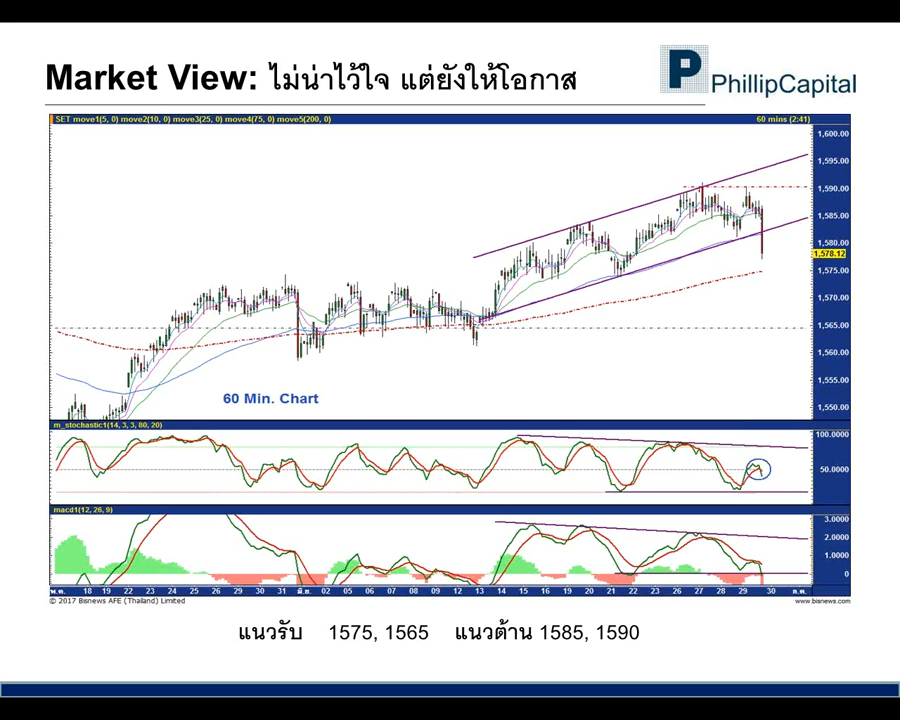 Market View: ไม่น่าไว้ใจ แต่ยังให้โอกาส
P PhillipCapital
SET move1(5, 0) move2(10, 0) move3(25, 0) move4(75, 0) move5(200, 0)
60 mins (2:41)
1,600.00
1,595.00
1,590.00
1,585.00
1,580.00
1,578.12
1,575.00
1,570.00
1,565.00
1,560.00
1,555.00
1,550.00
60 Min. Chart
m_stochastic1(14, 3, 3, 80, 20)
100.0000
50.0000
macd1(12, 26, 9)
3.0000
2.0000
1.0000
0
พ.ค. 18 19 22 23 24 25 26 29 30 31 มิ.ย. 02 05 06 07 08 09 12 13 14 15 16 19 20 21 22 23 26 27 28 29 30 ก.ค.
© 2017 Bisnews AFE (Thailand) Limited
www.bisnews.com
แนวรับ 1575, 1565 แนวต้าน 1585, 1590